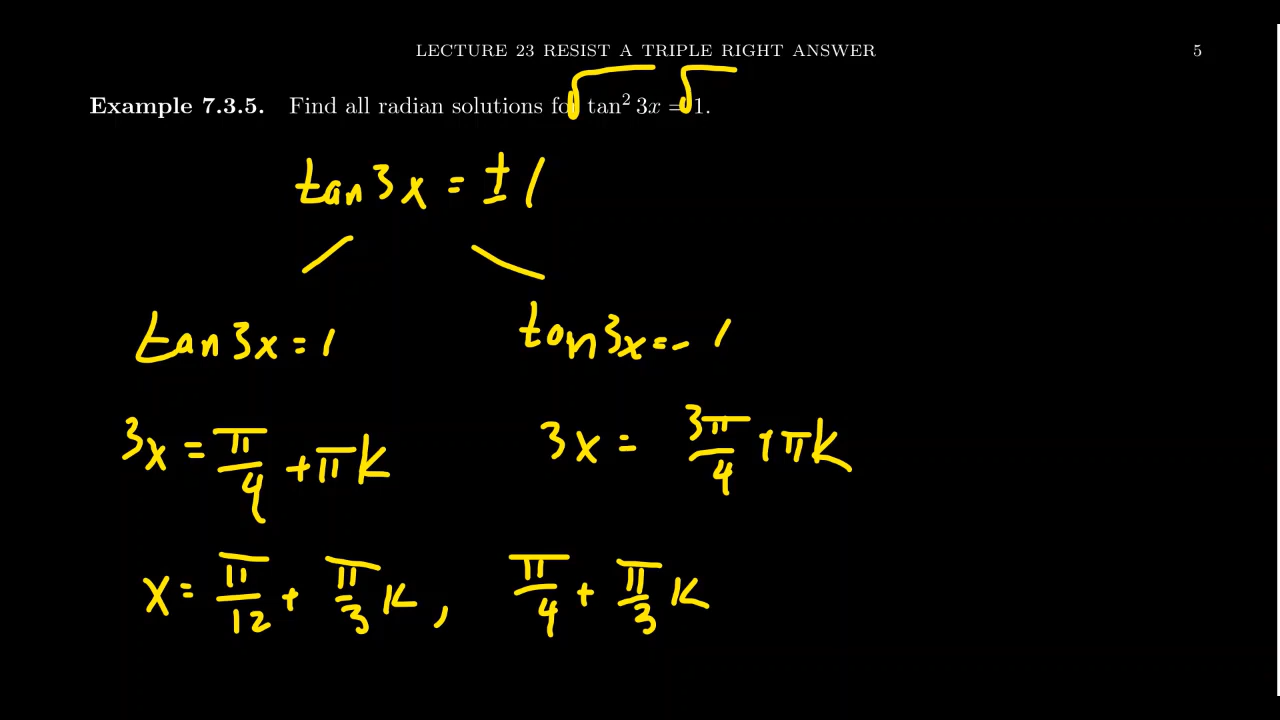 LECTURE 23 RESIST A TRIPLE RIGHT ANSWER 5
Example 7.3.5. Find all radian solutions for √tan² 3x = √1.
tan 3x = ± 1
tan 3x = 1 tan 3x = - 1
3x = π/4 + πk 3x = 3π/4 + πk
x = π/12 + π/3 k, π/4 + π/3 k